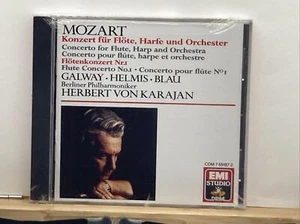 MOZART
Konzert für Flöte, Harfe und Orchester
Concerto for Flute, Harp and Orchestra
Concerto pour flûte, harpe et orchestre
Flötenkonzert Nr.1
Flute Concerto No.1 • Concerto pour flûte Nº1
GALWAY • HELMIS • BLAU
Berliner Philharmoniker
HERBERT VON KARAJAN
EMI
STUDIO